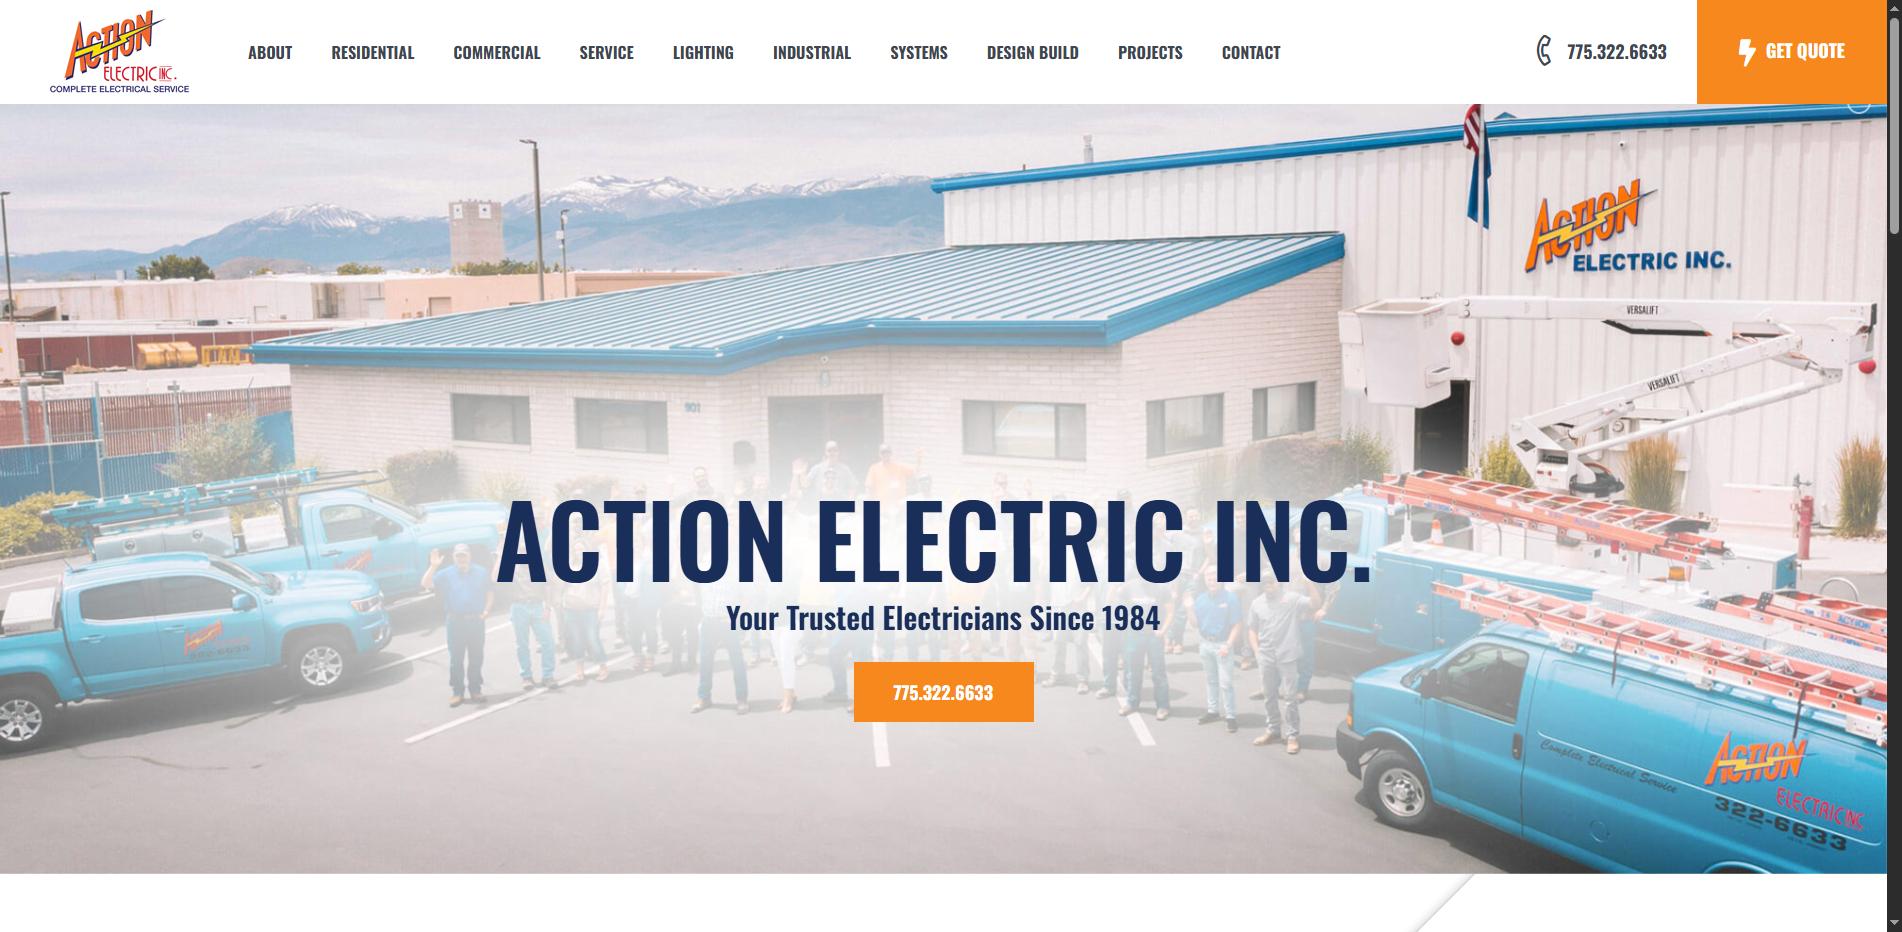 ACTION
ELECTRIC INC.
COMPLETE ELECTRICAL SERVICE
ABOUT
RESIDENTIAL
COMMERCIAL
SERVICE
LIGHTING
INDUSTRIAL
SYSTEMS
DESIGN BUILD
PROJECTS
CONTACT
775.322.6633
GET QUOTE
ACTION
ELECTRIC INC.
VERSALIFT
VERSALIFT
901
ACTION ELECTRIC INC.
Your Trusted Electricians Since 1984
775.322.6633
322-6633
Complete Electrical Service
ACTION
ELECTRIC INC
322-6633